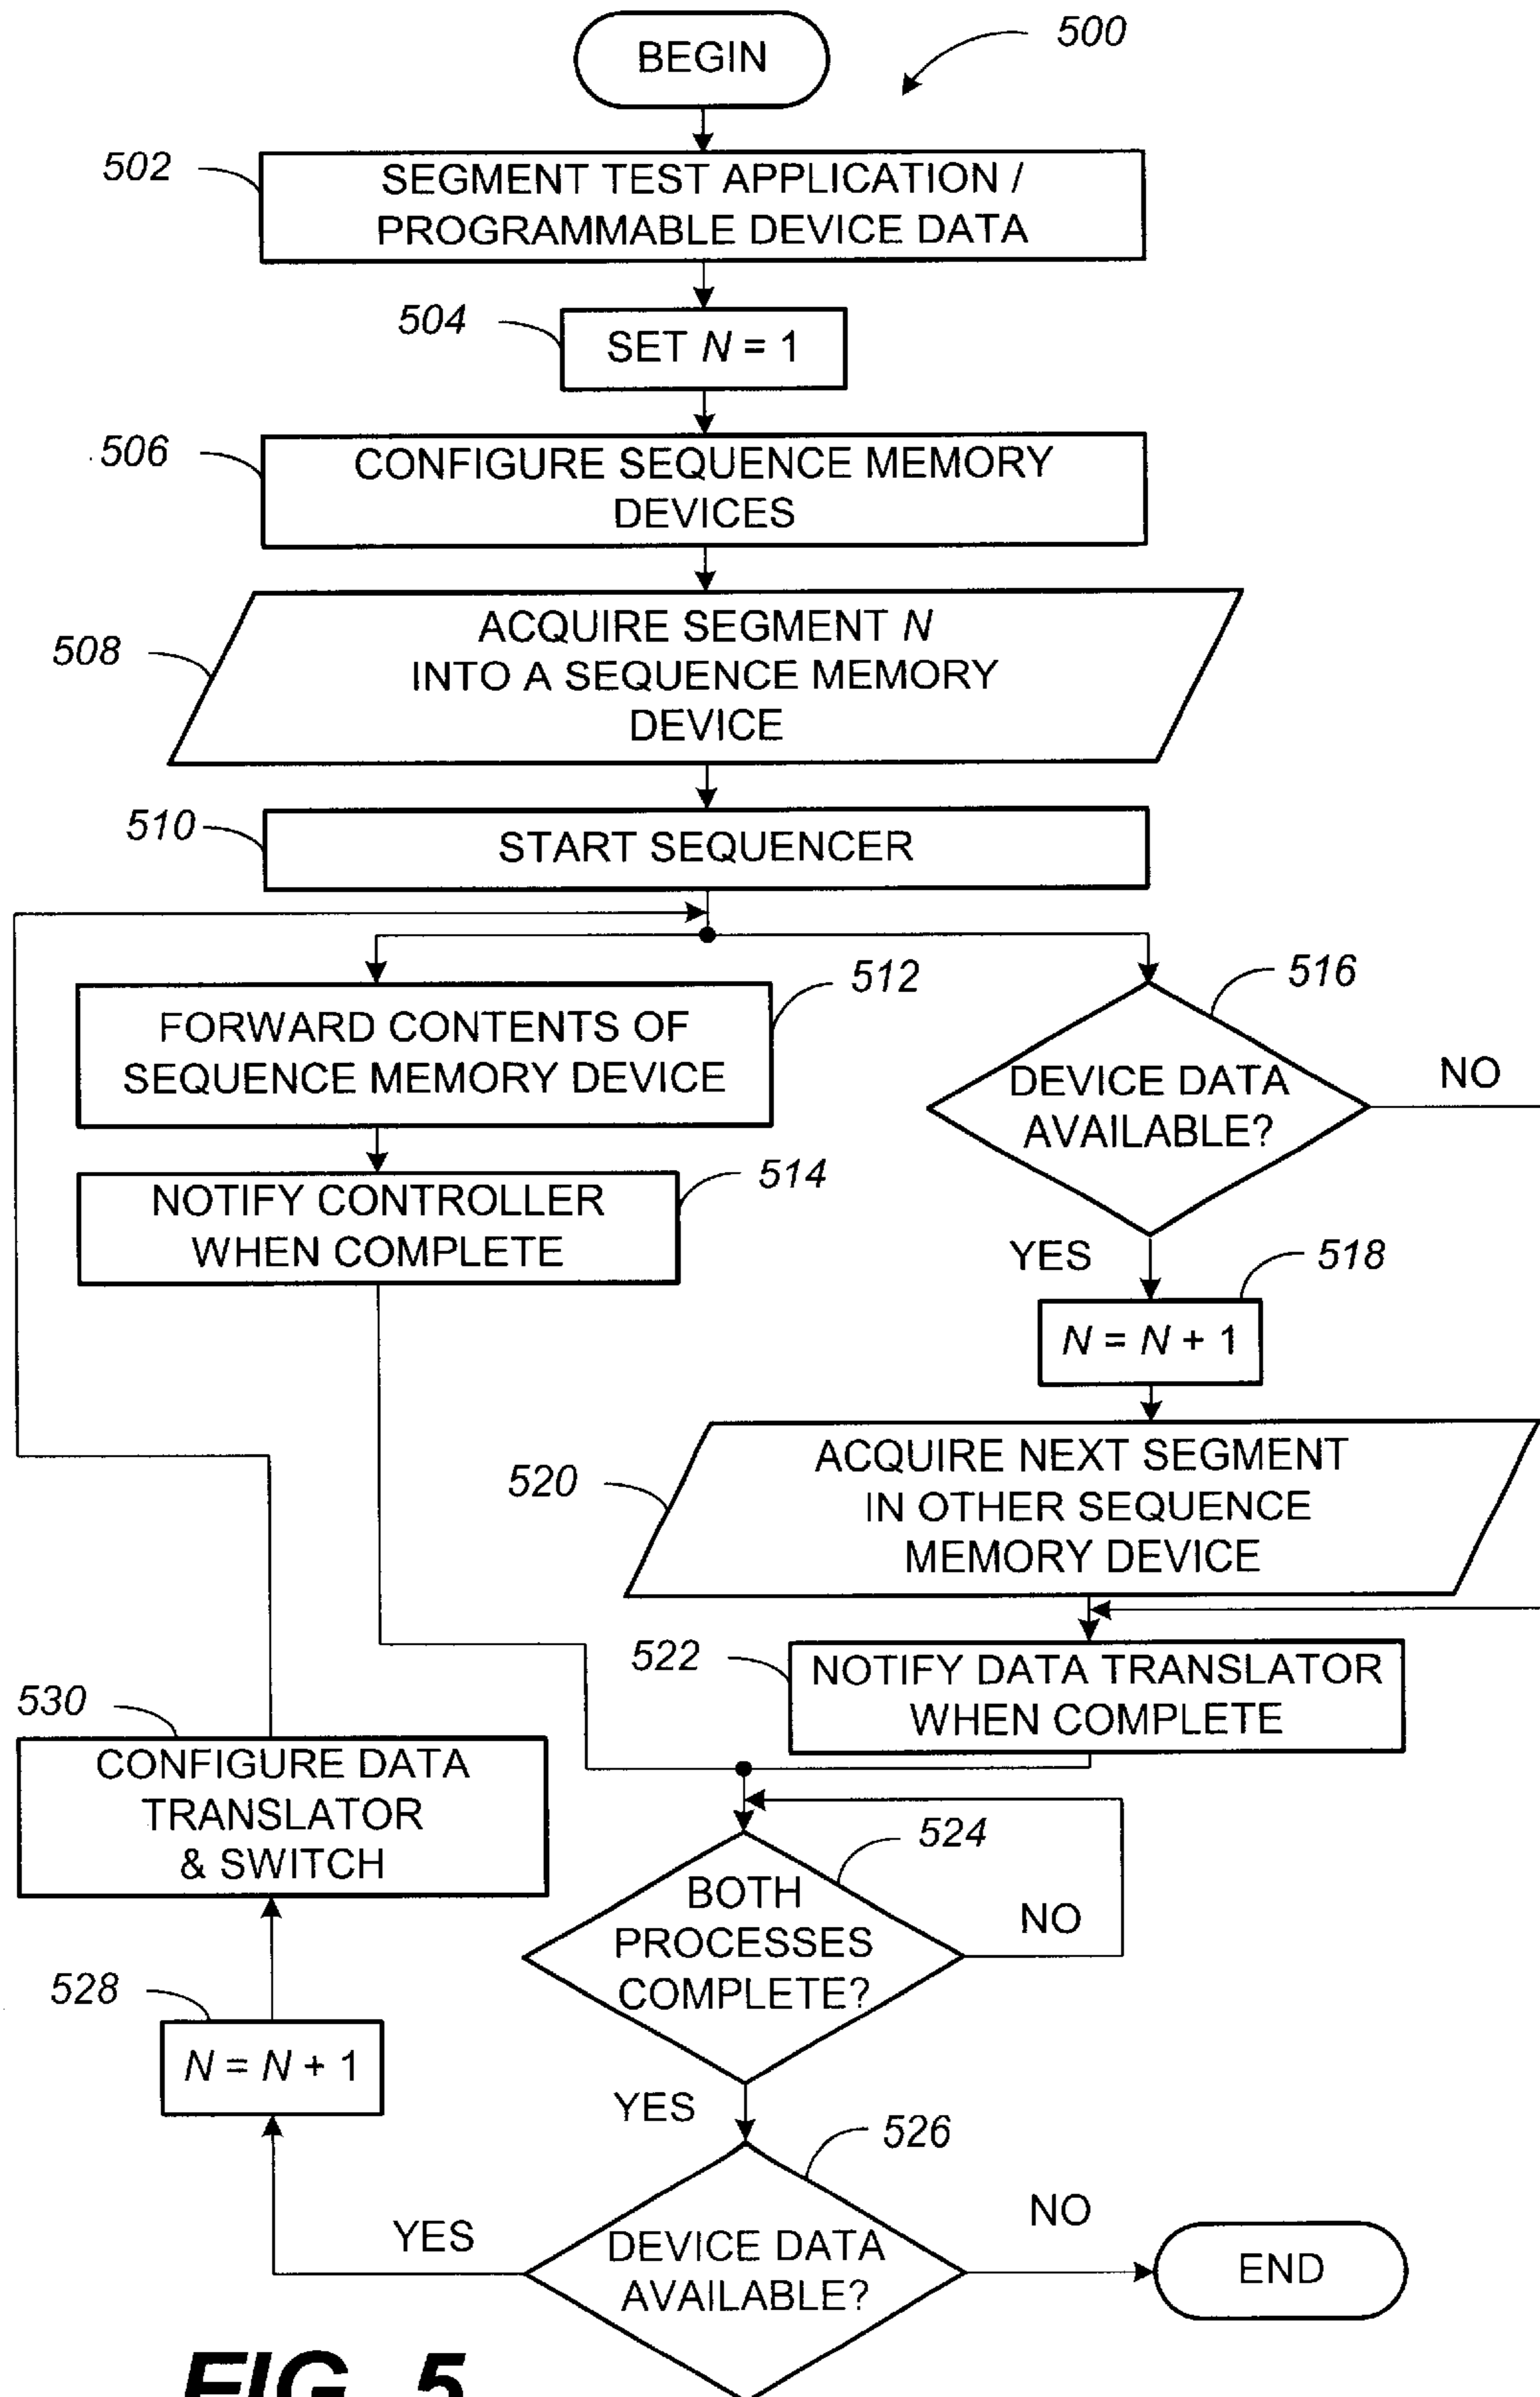 BEGIN
500
502
SEGMENT TEST APPLICATION /
PROGRAMMABLE DEVICE DATA
504
SET N = 1
506
CONFIGURE SEQUENCE MEMORY
DEVICES
508
ACQUIRE SEGMENT N
INTO A SEQUENCE MEMORY
DEVICE
510
START SEQUENCER
512
FORWARD CONTENTS OF
SEQUENCE MEMORY DEVICE
514
NOTIFY CONTROLLER
WHEN COMPLETE
516
DEVICE DATA
AVAILABLE?
NO
YES
518
N = N + 1
520
ACQUIRE NEXT SEGMENT
IN OTHER SEQUENCE
MEMORY DEVICE
522
NOTIFY DATA TRANSLATOR
WHEN COMPLETE
530
CONFIGURE DATA
TRANSLATOR
& SWITCH
524
BOTH
PROCESSES
COMPLETE?
NO
528
N = N + 1
YES
526
DEVICE DATA
AVAILABLE?
YES
NO
END
FIG. 5